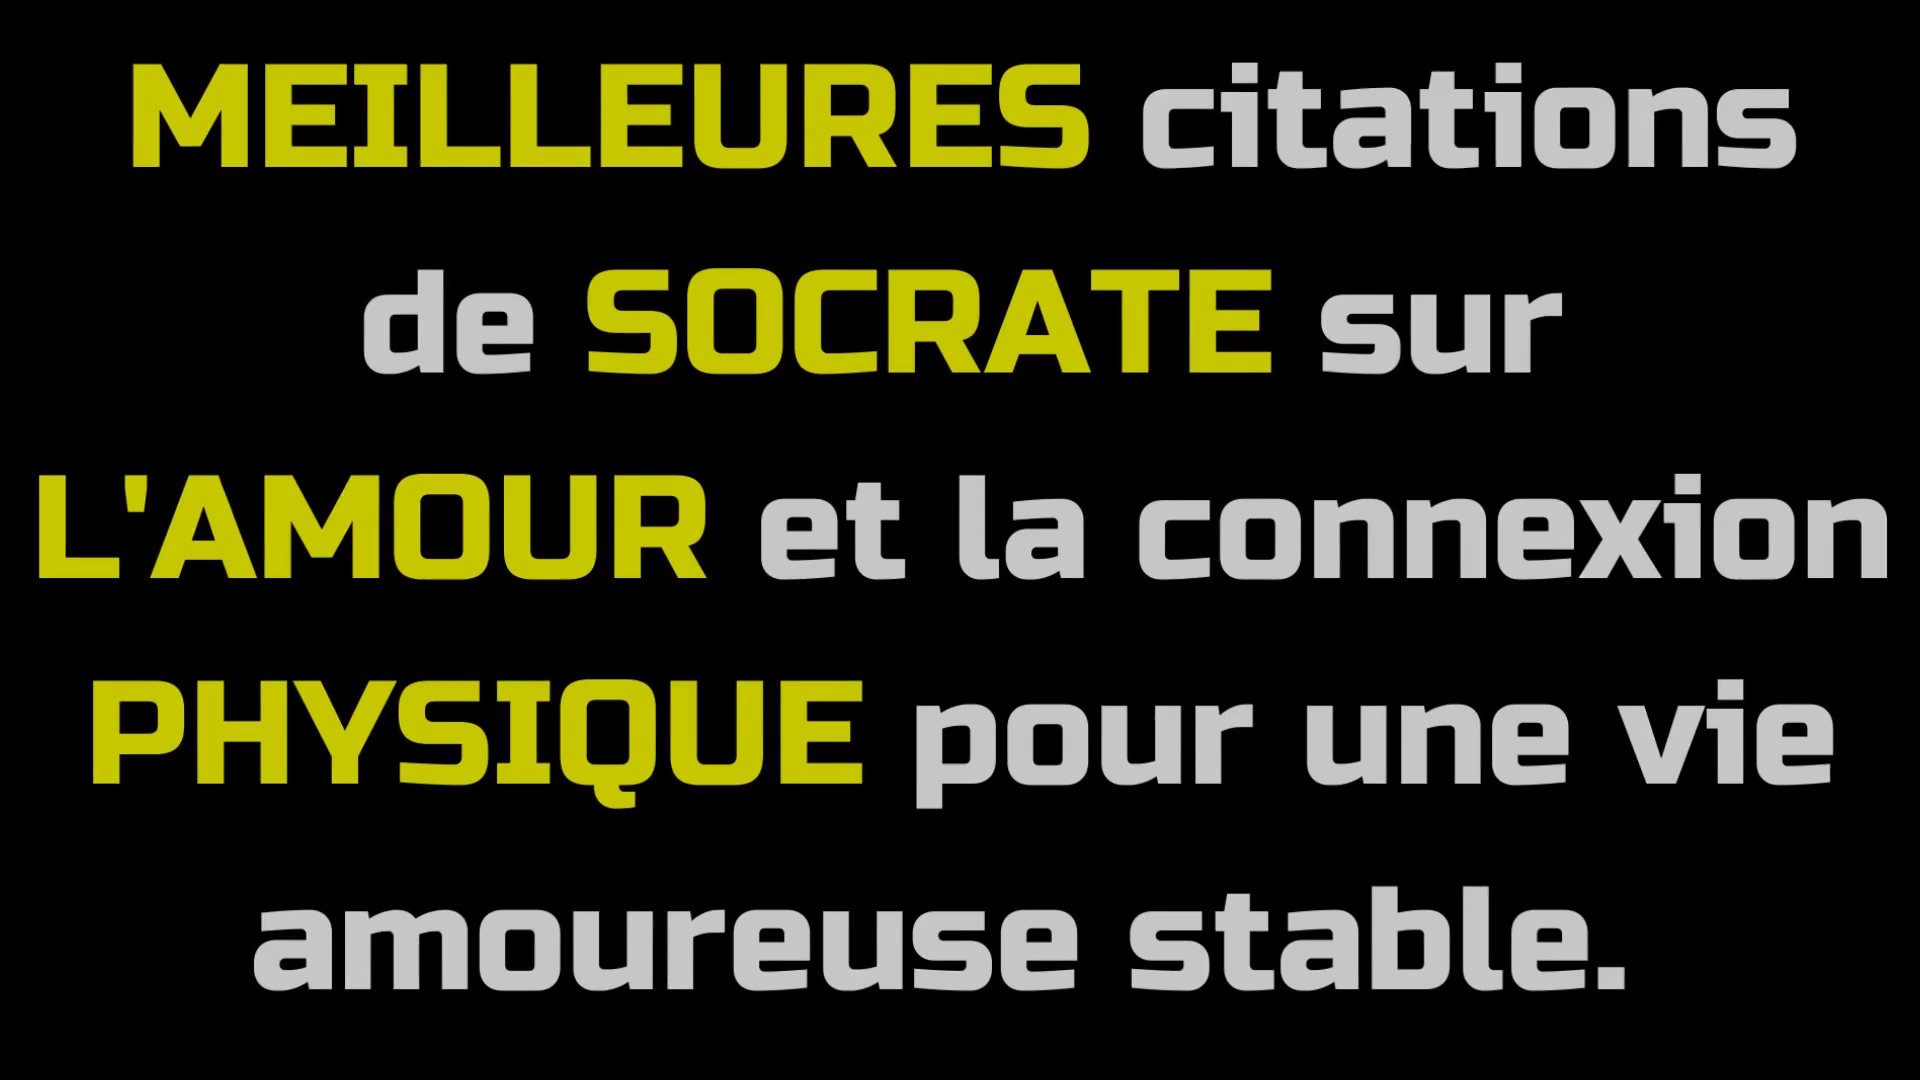 MEILLEURES citations
de SOCRATE sur
L'AMOUR et la connexion
PHYSIQUE pour une vie
amoureuse stable.